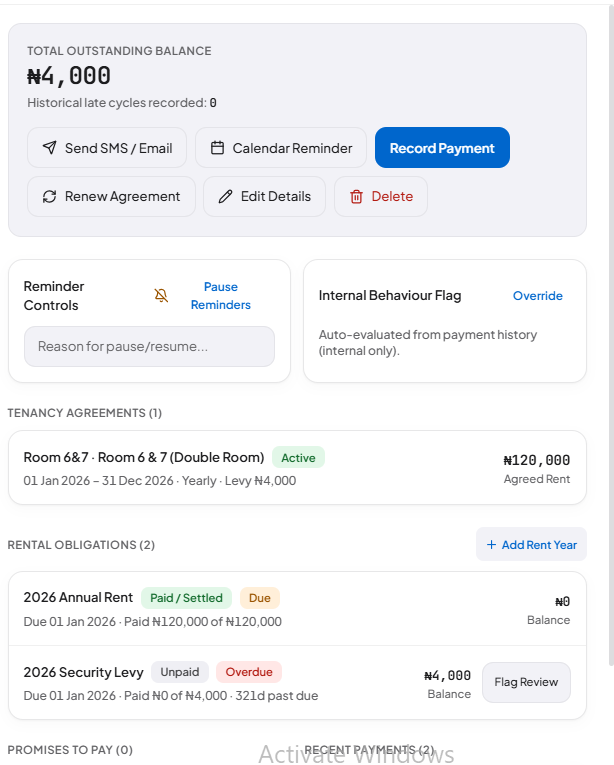 TOTAL OUTSTANDING BALANCE
₦4,000
Historical late cycles recorded: 0
Send SMS / Email
Calendar Reminder
Record Payment
Renew Agreement
Edit Details
Delete
Reminder Controls
Pause Reminders
Reason for pause/resume...
Internal Behaviour Flag
Override
Auto-evaluated from payment history
(internal only).
TENANCY AGREEMENTS (1)
Room 6&7 · Room 6 & 7 (Double Room) Active
01 Jan 2026 – 31 Dec 2026 · Yearly · Levy ₦4,000
₦120,000
Agreed Rent
RENTAL OBLIGATIONS (2)
+ Add Rent Year
2026 Annual Rent Paid / Settled Due
Due 01 Jan 2026 · Paid ₦120,000 of ₦120,000
₦0
Balance
2026 Security Levy Unpaid Overdue
Due 01 Jan 2026 · Paid ₦0 of ₦4,000 · 321d past due
₦4,000
Balance
Flag Review
PROMISES TO PAY (0)
RECENT PAYMENTS (2)
Activate Windows